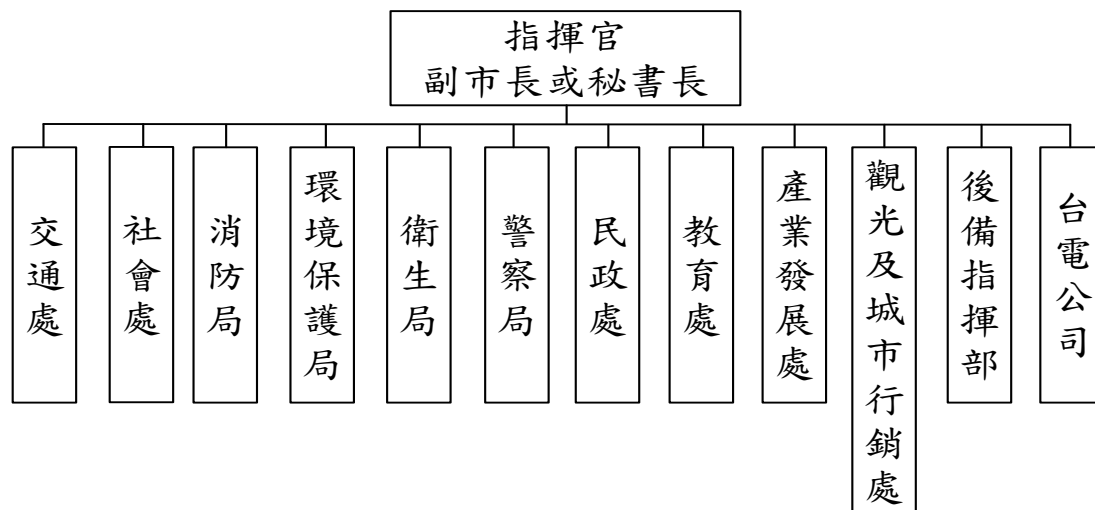 指揮官
副市長或秘書長
交通處
社會處
消防局
環境保護局
衛生局
警察局
民政處
教育處
產業發展處
觀光及城市行銷處
後備指揮部
台電公司